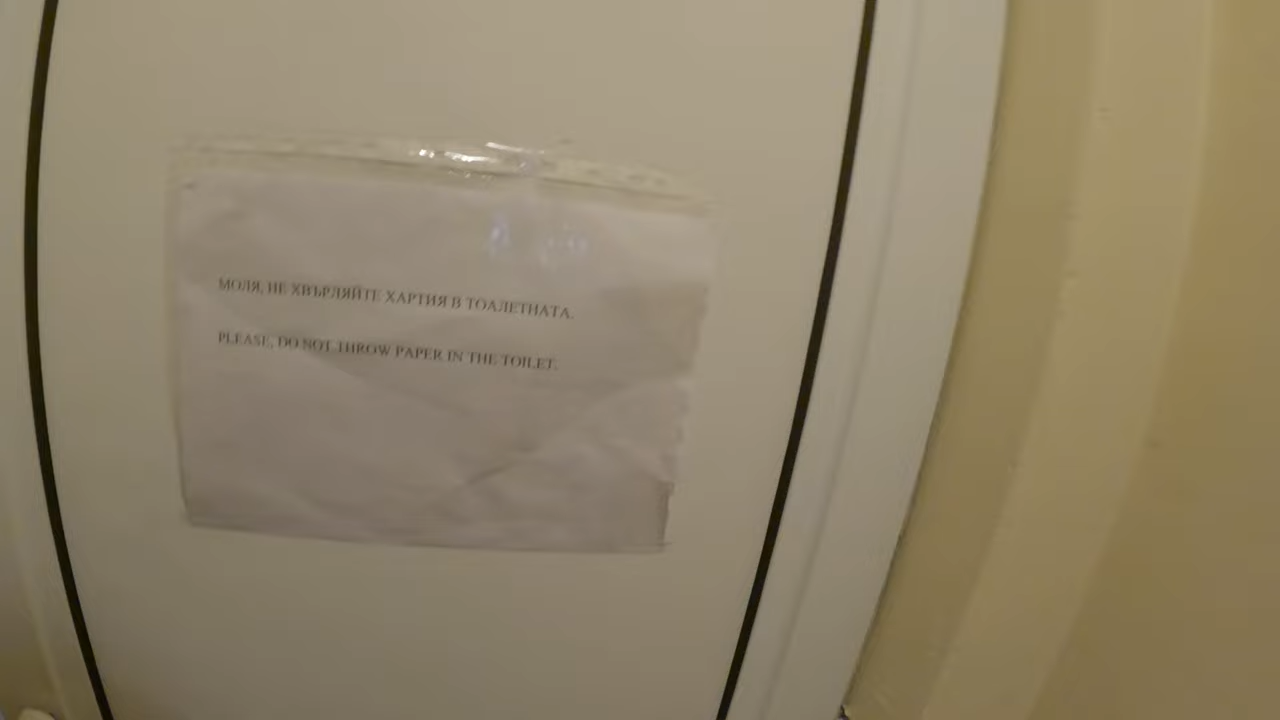 МОЛЯ, НЕ ХВЪРЛЯЙТЕ ХАРТИЯ В ТОАЛЕТНАТА.
PLEASE, DO NOT THROW PAPER IN THE TOILET.